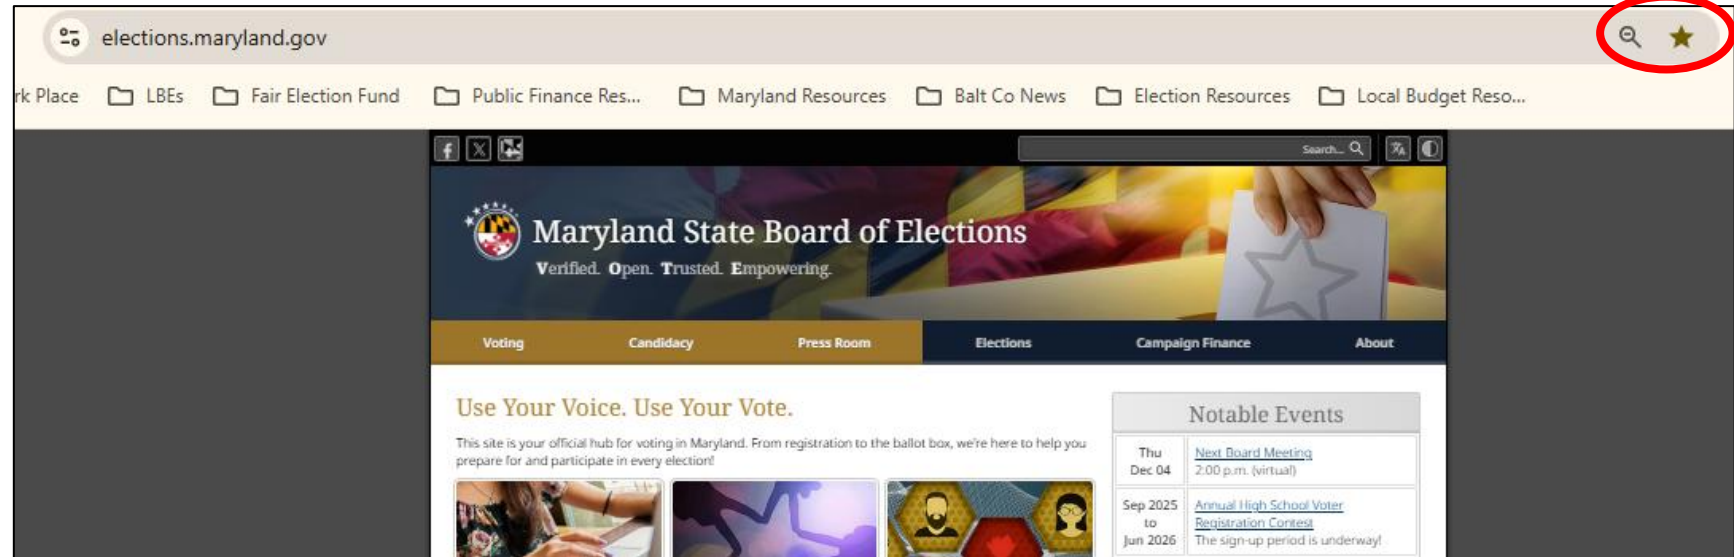 elections.maryland.gov
rk Place LBEs Fair Election Fund Public Finance Res... Maryland Resources Balt Co News Election Resources Local Budget Reso...
Search...
Maryland State Board of Elections
Verified. Open. Trusted. Empowering.
Voting Candidacy Press Room Elections Campaign Finance About
Use Your Voice. Use Your Vote.
This site is your official hub for voting in Maryland. From registration to the ballot box, we're here to help you
prepare for and participate in every election!
Notable Events
Thu
Dec 04
Next Board Meeting
2:00 p.m. (virtual)
Sep 2025
to
Jun 2026
Annual High School Voter
Registration Contest
The sign-up period is underway!